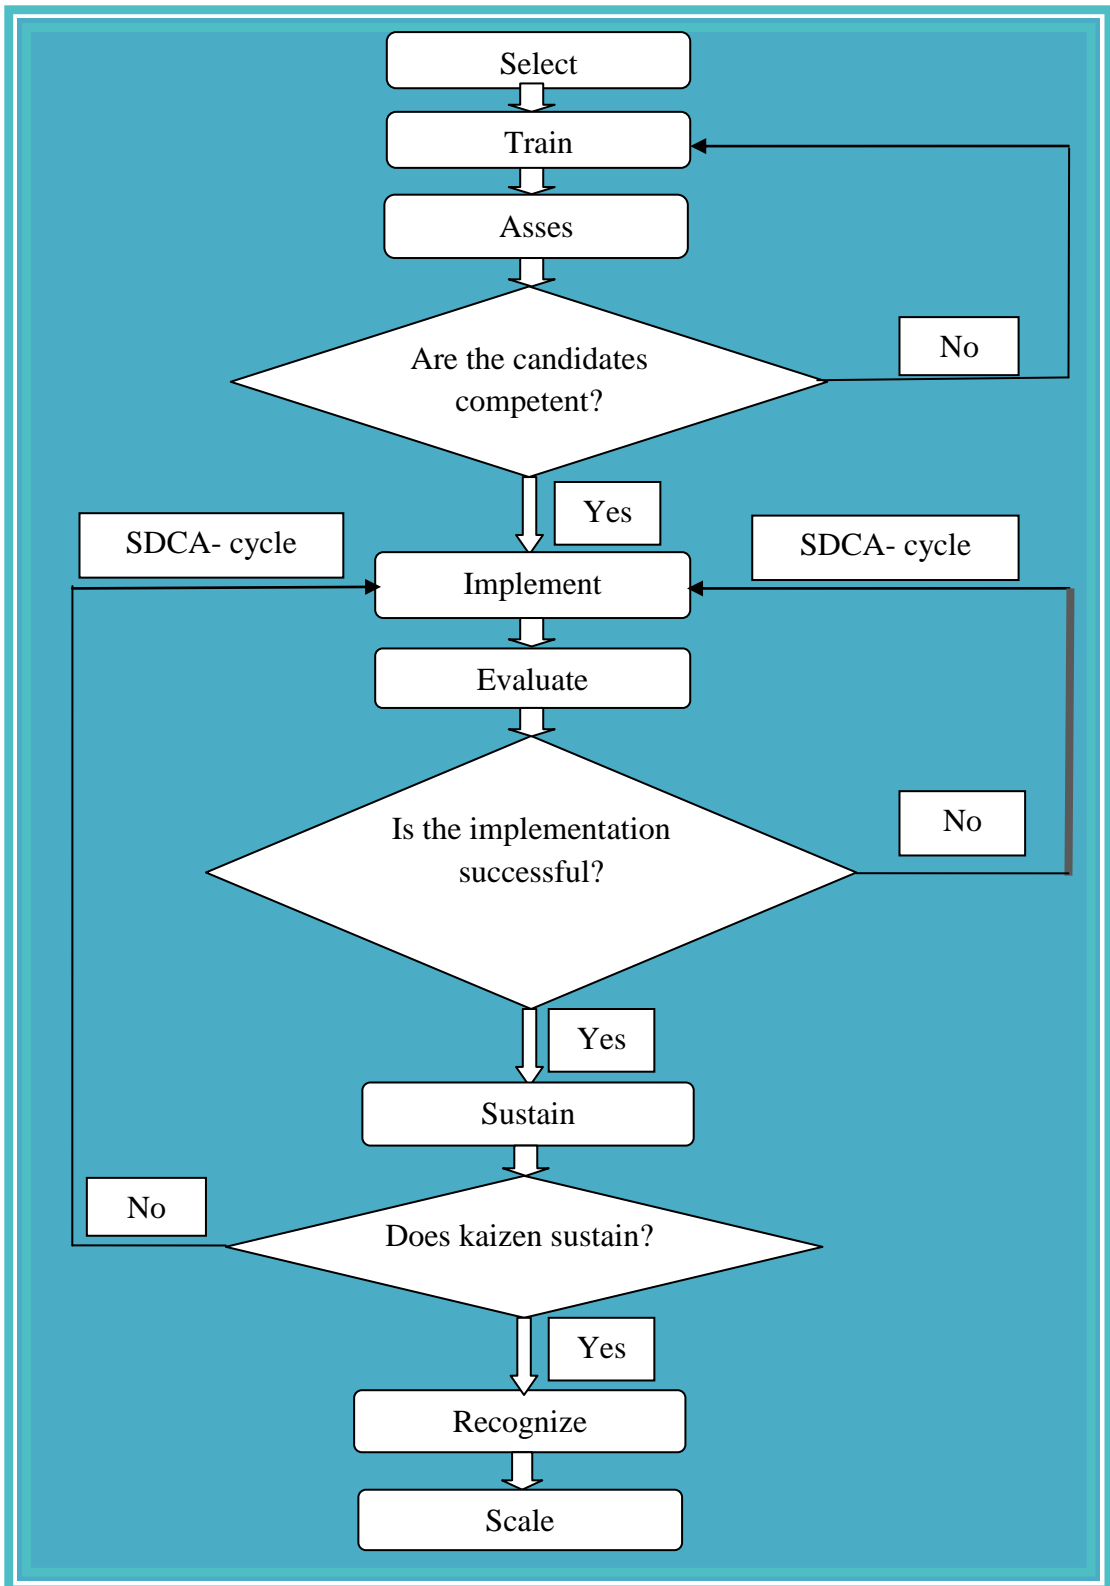 Select
Train
Asses
Are the candidates
competent?
No
Yes
SDCA- cycle
SDCA- cycle
Implement
Evaluate
Is the implementation
successful?
No
Yes
Sustain
No
Does kaizen sustain?
Yes
Recognize
Scale